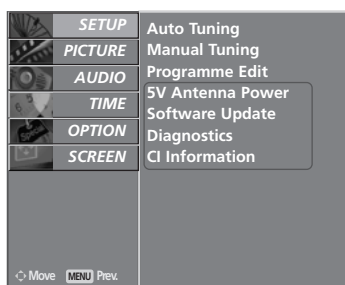 SETUP
PICTURE
AUDIO
TIME
OPTION
SCREEN
Auto Tuning
Manual Tuning
Programme Edit
5V Antenna Power
Software Update
Diagnostics
CI Information
Move MENU Prev.